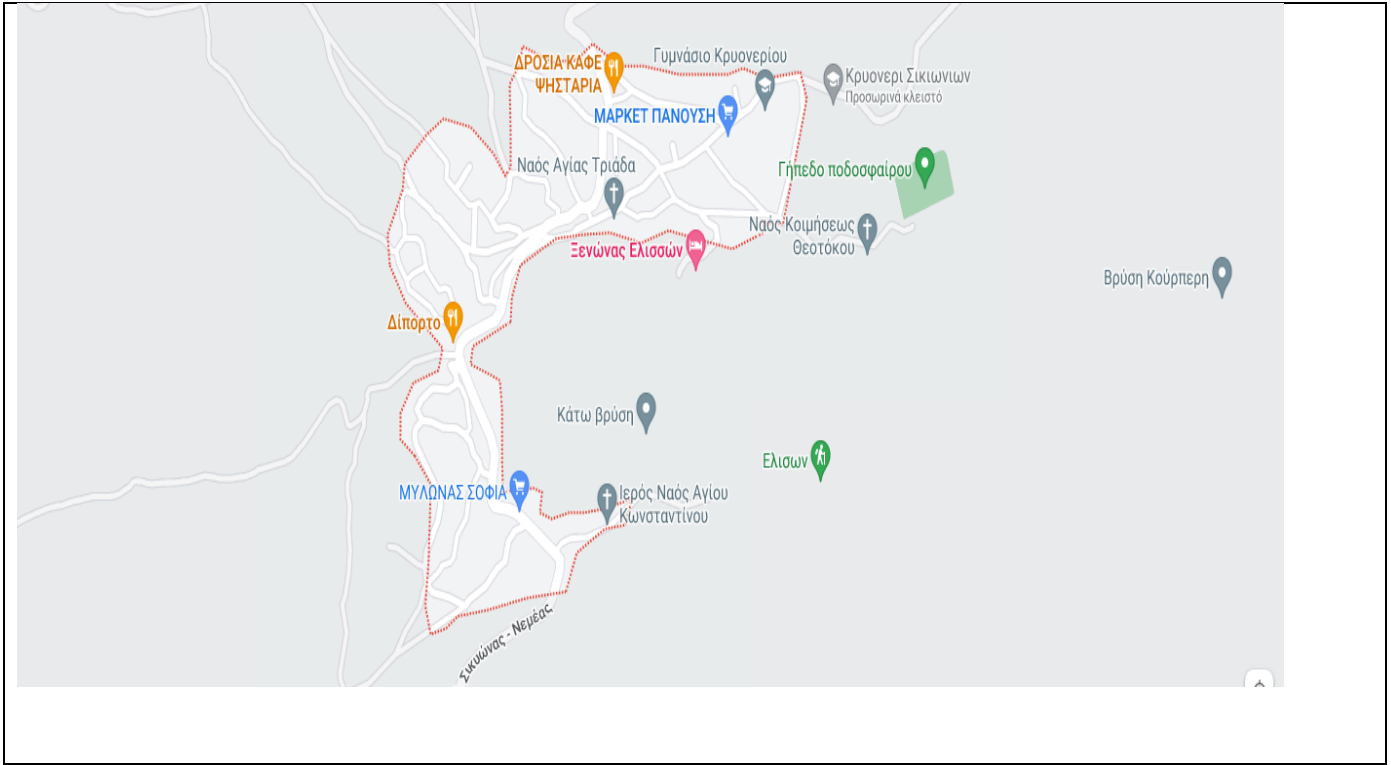 ΔΡΟΣΙΑ ΚΑΦΕ
ΨΗΣΤΑΡΙΑ
Γυμνάσιο Κρυονερίου
Κρυονερι Σικιωνιων
Προσωρινά κλειστό
ΜΑΡΚΕΤ ΠΑΝΟΥΣΗ
Ναός Αγίας Τριάδα
Γήπεδο ποδοσφαίρου
Ναός Κοιμήσεως
Θεοτόκου
Ξενώνας Ελισσών
Βρύση Κούρπερη
Δίπορτο
Κάτω βρύση
Ελισων
ΜΥΛΩΝΑΣ ΣΟΦΙΑ
Ιερός Ναός Αγίου
Κωνσταντίνου
Σικυώνας - Νεμέας